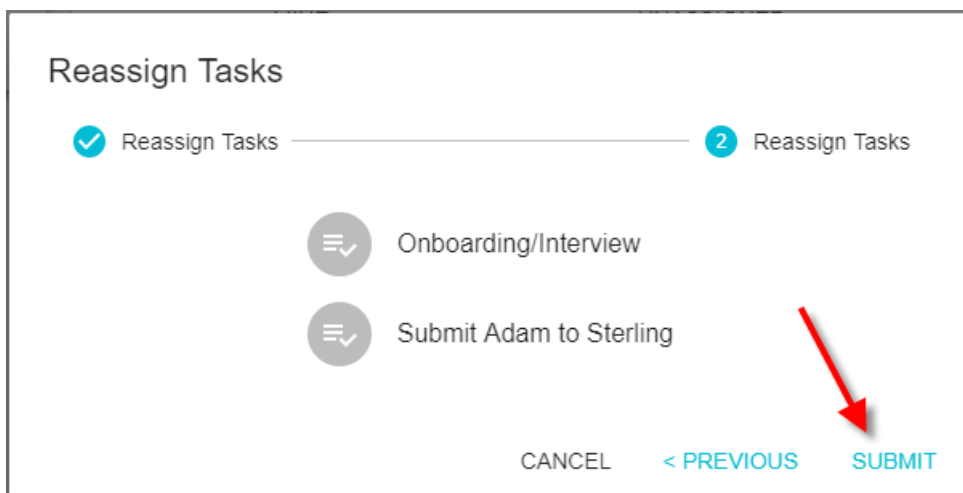 Reassign Tasks
Reassign Tasks 2 Reassign Tasks
Onboarding/Interview
Submit Adam to Sterling
CANCEL < PREVIOUS SUBMIT